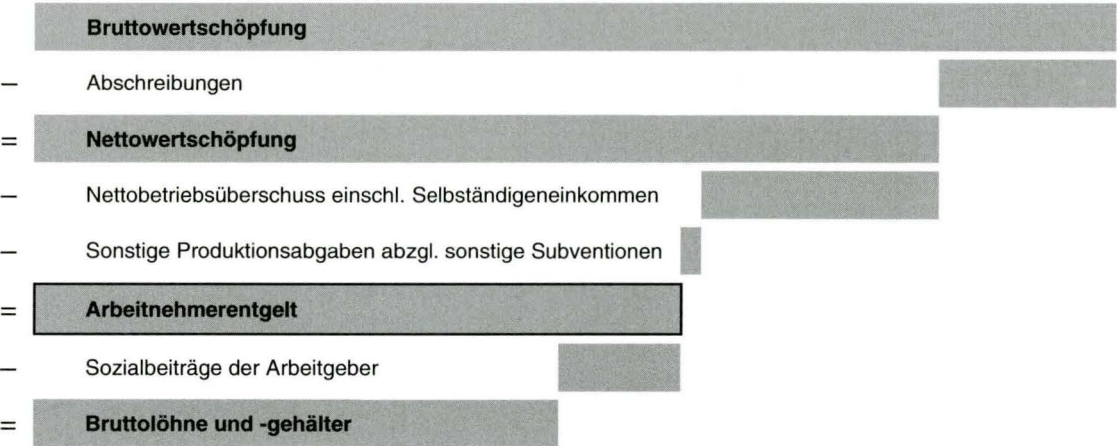 Bruttowertschöpfung
– Abschreibungen
= Nettowertschöpfung
– Nettobetriebsüberschuss einschl. Selbständigeneinkommen
– Sonstige Produktionsabgaben abzgl. sonstige Subventionen
= Arbeitnehmerentgelt
– Sozialbeiträge der Arbeitgeber
= Bruttolöhne und -gehälter